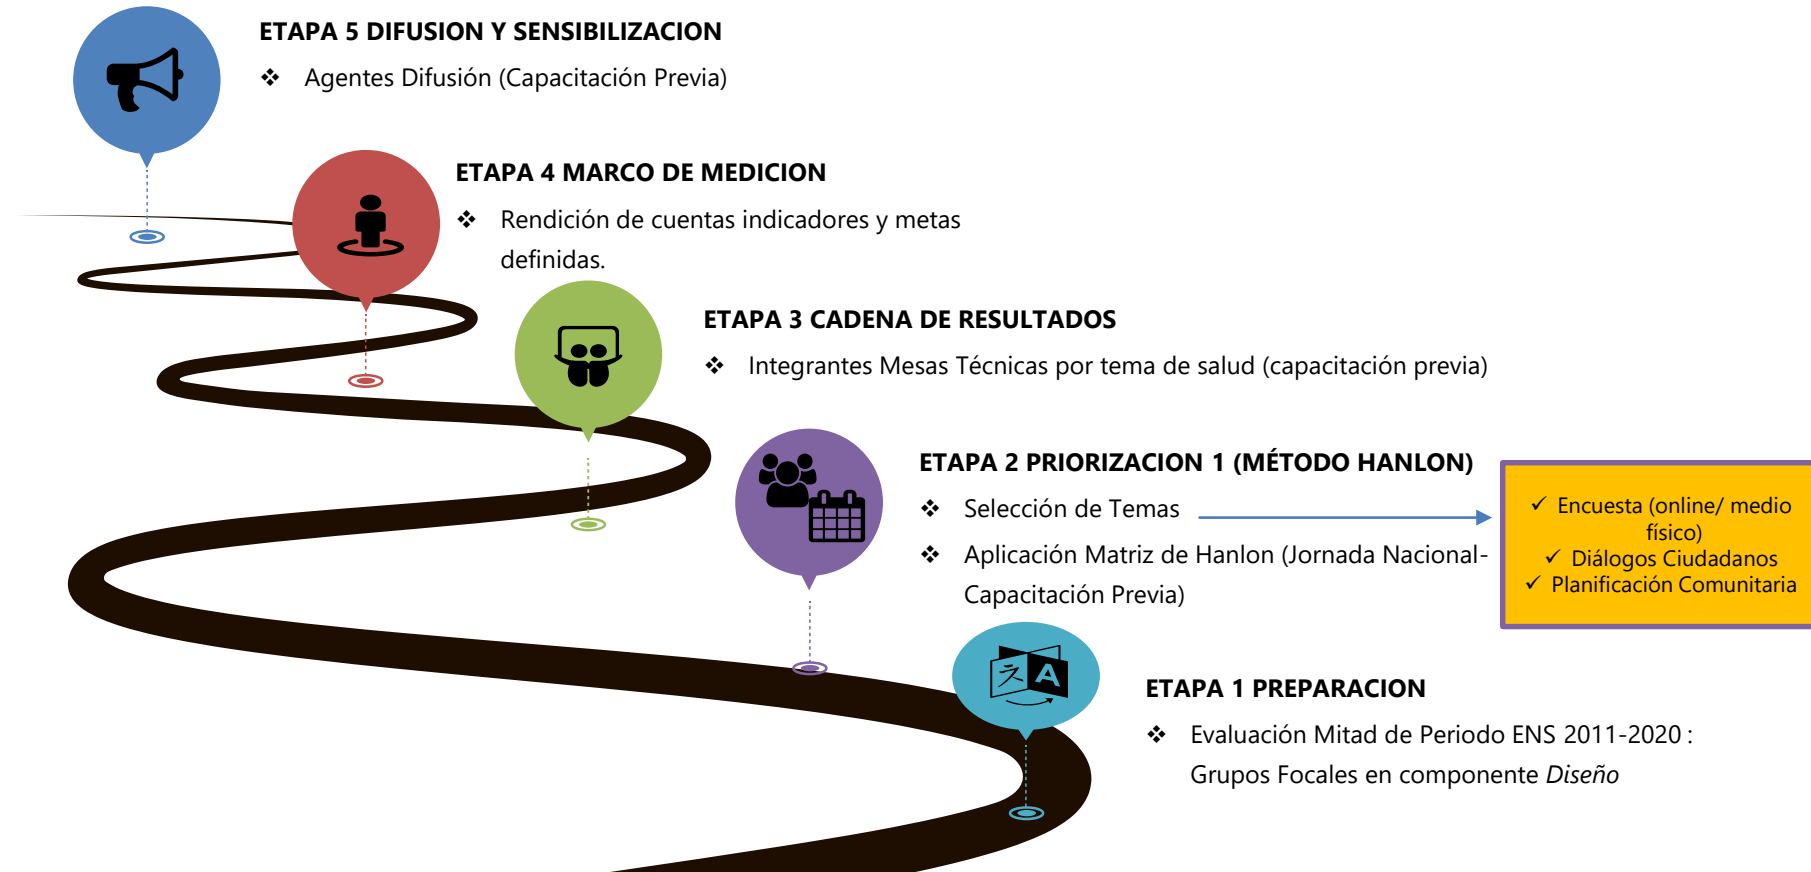 ETAPA 5 DIFUSION Y SENSIBILIZACION
❖ Agentes Difusión (Capacitación Previa)
ETAPA 4 MARCO DE MEDICION
❖ Rendición de cuentas indicadores y metas
definidas.
ETAPA 3 CADENA DE RESULTADOS
❖ Integrantes Mesas Técnicas por tema de salud (capacitación previa)
ETAPA 2 PRIORIZACION 1 (MÉTODO HANLON)
❖ Selección de Temas
❖ Aplicación Matriz de Hanlon (Jornada Nacional-
Capacitación Previa)
✓ Encuesta (online/ medio
físico)
✓ Diálogos Ciudadanos
✓ Planificación Comunitaria
A
ETAPA 1 PREPARACION
❖ Evaluación Mitad de Periodo ENS 2011-2020 :
Grupos Focales en componente Diseño